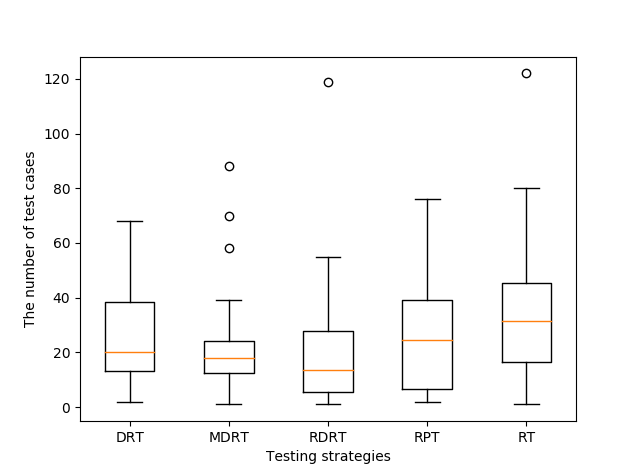 The number of test cases
120
100
80
60
40
20
0
DRT MDRT RDRT RPT RT
Testing strategies